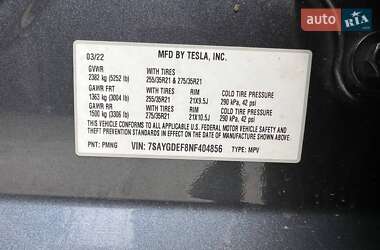 auto RIA
03/22 MFD BY TESLA, INC.
GVWR WITH TIRES
2382 kg (5252 lb) 255/35R21 & 275/35R21
GAWR FRT WITH TIRES RIM COLD TIRE PRESSURE
1363 kg (3004 lb) 255/35R21 21X9.5J 290 kPa, 42 psi
GAWR RR WITH TIRES RIM COLD TIRE PRESSURE
1500 kg (3306 lb) 275/35R21 21X10.5J 290 kPa, 42 psi
THIS VEHICLE CONFORMS TO ALL APPLICABLE U.S. FEDERAL MOTOR VEHICLE SAFETY AND
THEFT PREVENTION STANDARDS IN EFFECT ON THE DATE OF MANUFACTURE SHOWN ABOVE.
PNT: PMNG VIN: 7SAYGDEF8NF404856 TYPE: MPV